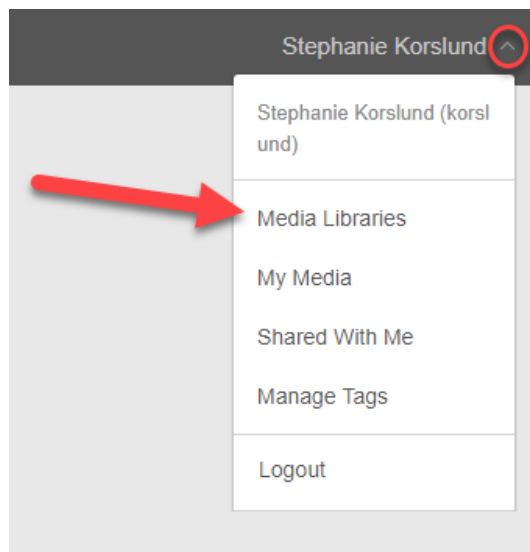 Stephanie Korslund
Stephanie Korslund (korsl
und)
Media Libraries
My Media
Shared With Me
Manage Tags
Logout